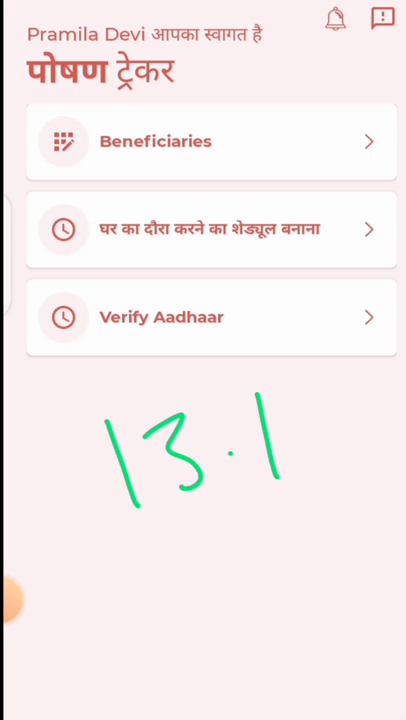 Pramila Devi आपका स्वागत है
पोषण ट्रेकर
Beneficiaries
घर का दौरा करने का शेड्यूल बनाना
Verify Aadhaar
13.1